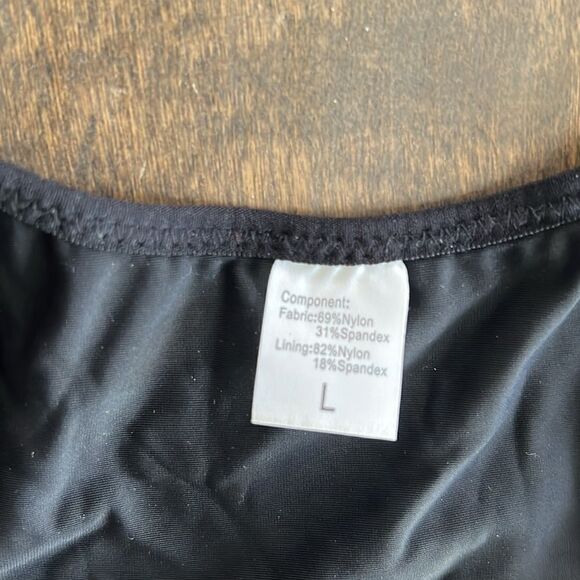 Component:
Fabric:69%Nylon
31%Spandex
Lining:82%Nylon
18%Spandex
L